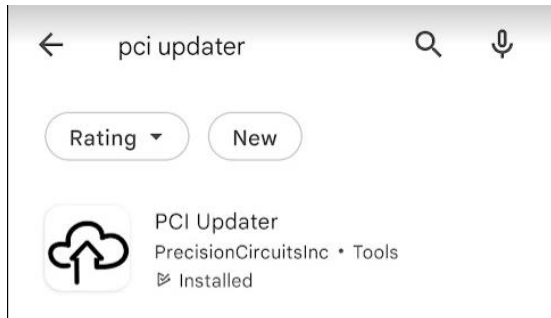 pci updater
Rating
New
PCI Updater
PrecisionCircuitsInc • Tools
Installed